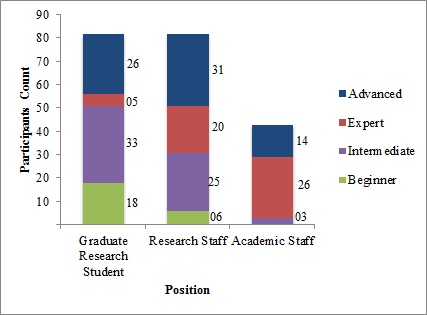 Participants Count
90
80
70
60
50
40
30
20
10
26
05
33
18
31
20
25
06
14
26
03
Graduate
Research
Student
Research Staff
Academic Staff
Position
Advanced
Expert
Intermediate
Beginner